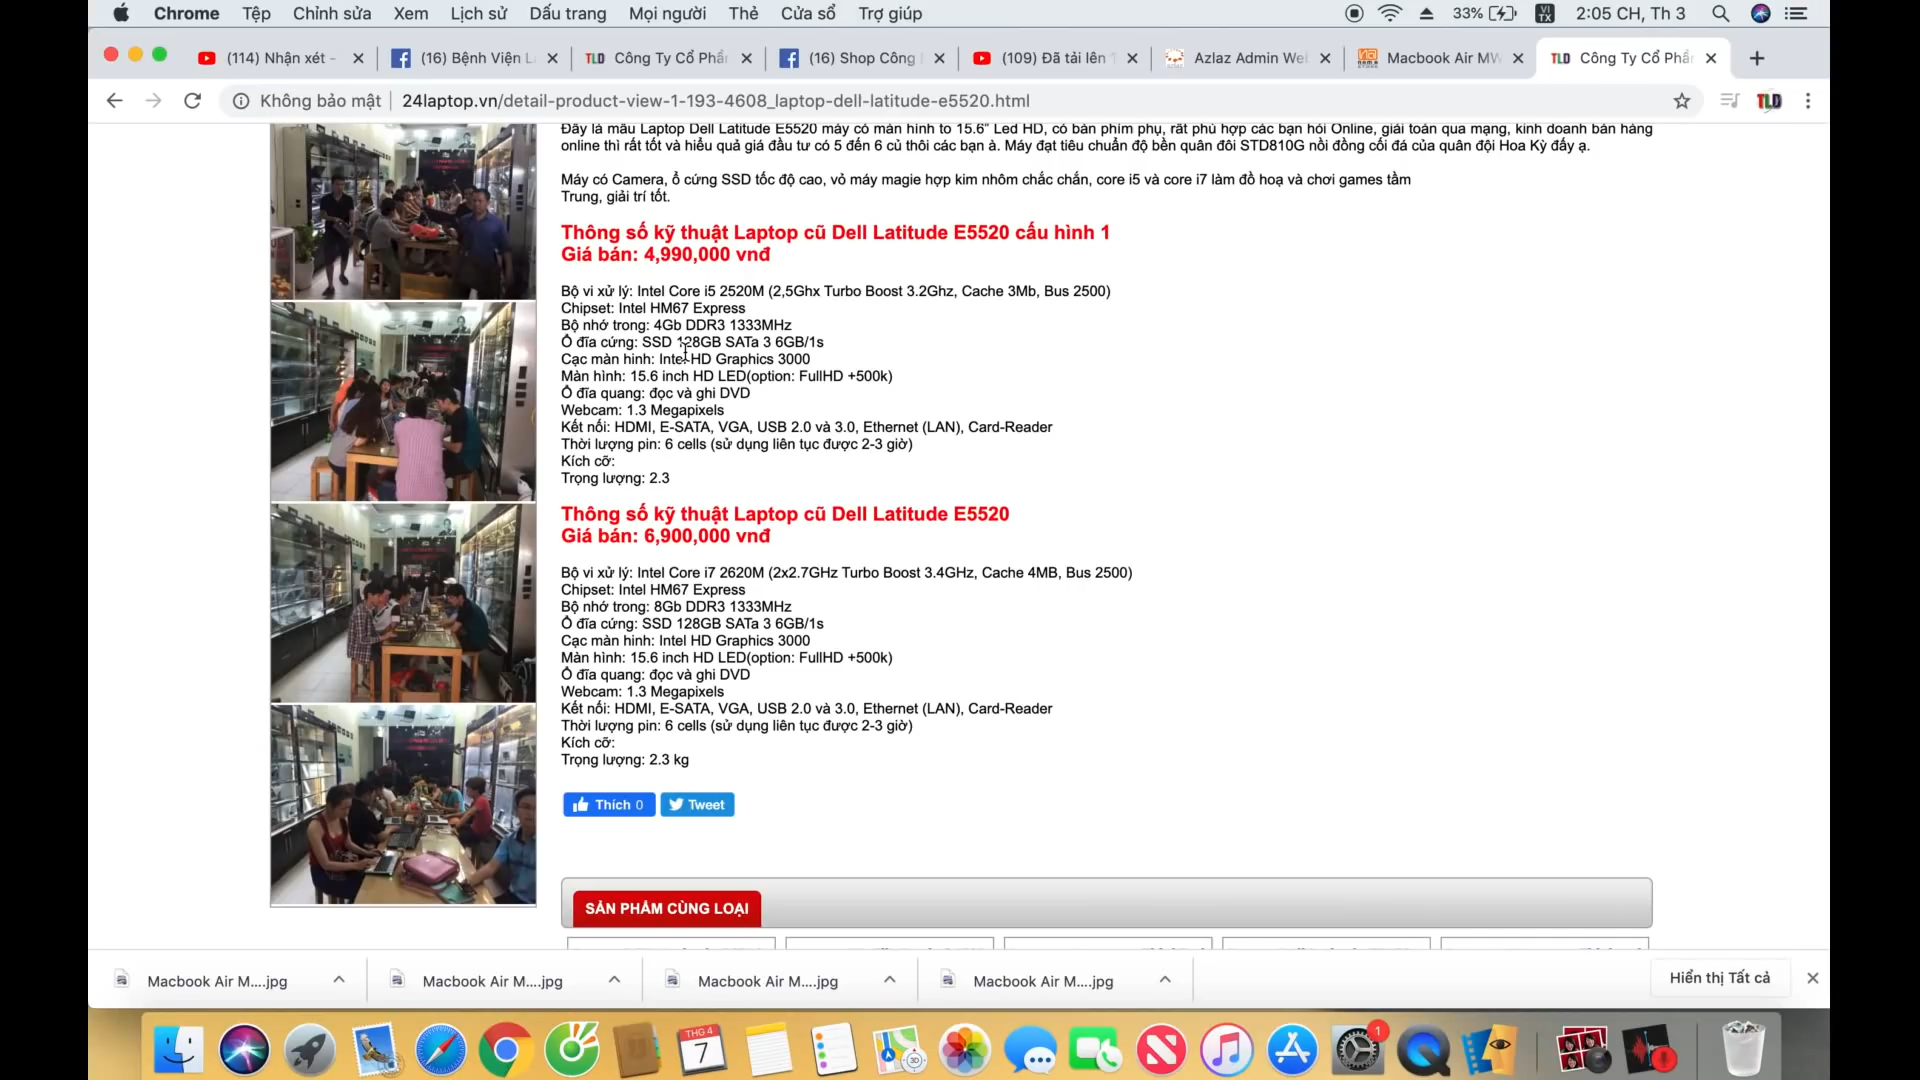 Chrome Tệp Chỉnh sửa Xem Lịch sử Dấu trang Mọi người Thẻ Cửa sổ Trợ giúp 33% VI TX 2:05 CH, Th 3
(114) Nhận xét - (16) Bệnh Viện L TLD Công Ty Cổ Phầ (16) Shop Công (109) Đã tải lên Azlaz Admin We Macbook Air MW TLD Công Ty Cổ Phầ
Không bảo mật 24laptop.vn/detail-product-view-1-193-4608_laptop-dell-latitude-e5520.html TLD
Đây là mẫu Laptop Dell Latitude E5520 máy có màn hình to 15.6" Led HD, có bàn phím phụ, rất phù hợp các bạn hỏi Online, giải toán qua mạng, kinh doanh bán hàng
online thì rất tốt và hiểu quả giá đầu tư có 5 đến 6 củ thôi các bạn à. Máy đạt tiêu chuẩn độ bền quân đôi STD810G nồi đồng cối đá của quân đội Hoa Kỳ đấy ạ.
Máy có Camera, ổ cứng SSD tốc độ cao, vỏ máy magie hợp kim nhôm chắc chắn, core i5 và core i7 làm đồ hoạ và chơi games tầm
Trung, giải trí tốt.
Thông số kỹ thuật Laptop cũ Dell Latitude E5520 cấu hình 1
Giá bán: 4,990,000 vnđ
Bộ vi xử lý: Intel Core i5 2520M (2,5Ghx Turbo Boost 3.2Ghz, Cache 3Mb, Bus 2500)
Chipset: Intel HM67 Express
Bộ nhớ trong: 4Gb DDR3 1333MHz
Ổ đĩa cứng: SSD 128GB SATa 3 6GB/1s
Cạc màn hinh: Intel HD Graphics 3000
Màn hình: 15.6 inch HD LED(option: FullHD +500k)
Ổ đĩa quang: đọc và ghi DVD
Webcam: 1.3 Megapixels
Kết nối: HDMI, E-SATA, VGA, USB 2.0 và 3.0, Ethernet (LAN), Card-Reader
Thời lượng pin: 6 cells (sử dụng liên tục được 2-3 giờ)
Kích cỡ:
Trọng lượng: 2.3
Thông số kỹ thuật Laptop cũ Dell Latitude E5520
Giá bán: 6,900,000 vnđ
Bộ vi xử lý: Intel Core i7 2620M (2x2.7GHz Turbo Boost 3.4GHz, Cache 4MB, Bus 2500)
Chipset: Intel HM67 Express
Bộ nhớ trong: 8Gb DDR3 1333MHz
Ổ đĩa cứng: SSD 128GB SATa 3 6GB/1s
Cạc màn hinh: Intel HD Graphics 3000
Màn hình: 15.6 inch HD LED(option: FullHD +500k)
Ổ đĩa quang: đọc và ghi DVD
Webcam: 1.3 Megapixels
Kết nối: HDMI, E-SATA, VGA, USB 2.0 và 3.0, Ethernet (LAN), Card-Reader
Thời lượng pin: 6 cells (sử dụng liên tục được 2-3 giờ)
Kích cỡ:
Trọng lượng: 2.3 kg
Thích 0 Tweet
SẢN PHẨM CÙNG LOẠI
Macbook Air M....jpg Macbook Air M....jpg Macbook Air M....jpg Macbook Air M....jpg Hiển thị Tất cả
THG 4
7
3D
1